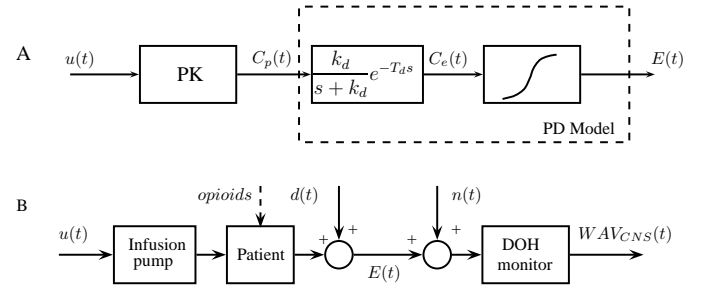 A
u(t)
PK
C_p(t)
k_d
s + k_d
e^{-T_d s}
C_e(t)
E(t)
PD Model
B
u(t)
Infusion
pump
opioids
Patient
d(t)
+
+
E(t)
n(t)
+
+
DOH
monitor
WAV_{CNS}(t)